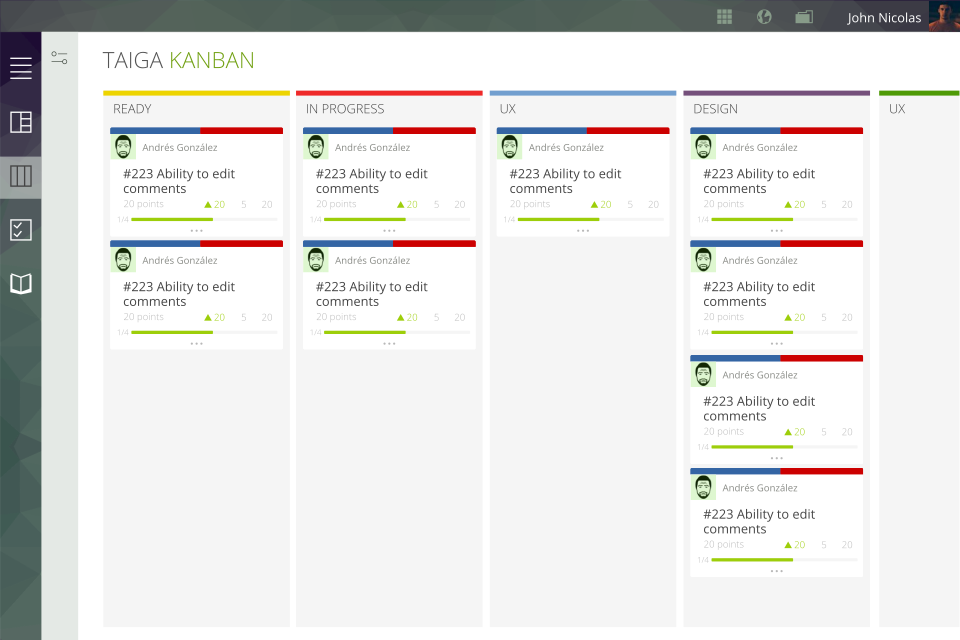 John Nicolas
TAIGA KANBAN
READY
Andrés González
#223 Ability to edit
comments
20 points 20 5 20
1/4
Andrés González
#223 Ability to edit
comments
20 points 20 5 20
1/4
IN PROGRESS
Andrés González
#223 Ability to edit
comments
20 points 20 5 20
1/4
Andrés González
#223 Ability to edit
comments
20 points 20 5 20
1/4
UX
Andrés González
#223 Ability to edit
comments
20 points 20 5 20
1/4
DESIGN
Andrés González
#223 Ability to edit
comments
20 points 20 5 20
1/4
Andrés González
#223 Ability to edit
comments
20 points 20 5 20
1/4
Andrés González
#223 Ability to edit
comments
20 points 20 5 20
1/4
Andrés González
#223 Ability to edit
comments
20 points 20 5 20
1/4
UX